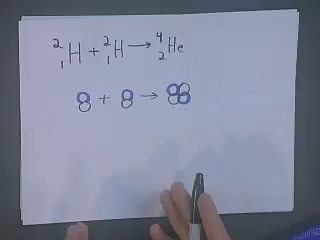 ²₁H + ²₁H → ⁴₂He
8 + 8 → 88